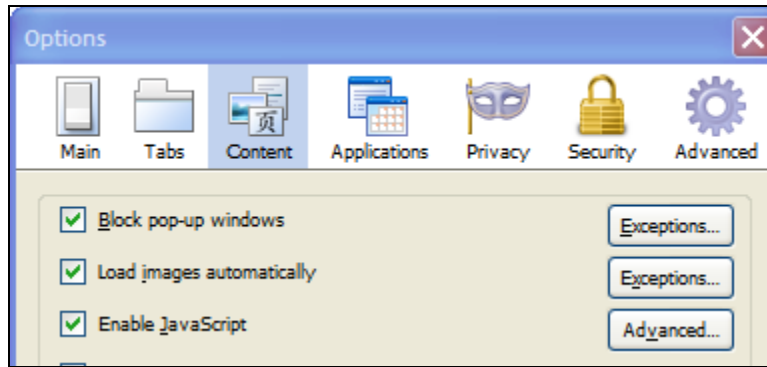 Options
Main Tabs Content Applications Privacy Security Advanced
页
Block pop-up windows Exceptions...
Load images automatically Exceptions...
Enable JavaScript Advanced...